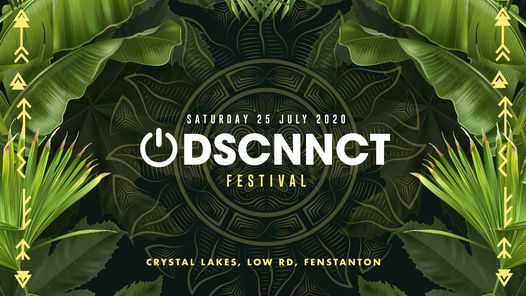 SATURDAY 25 JULY 2020
DSCNNCT
FESTIVAL
CRYSTAL LAKES, LOW RD, FENSTANTON